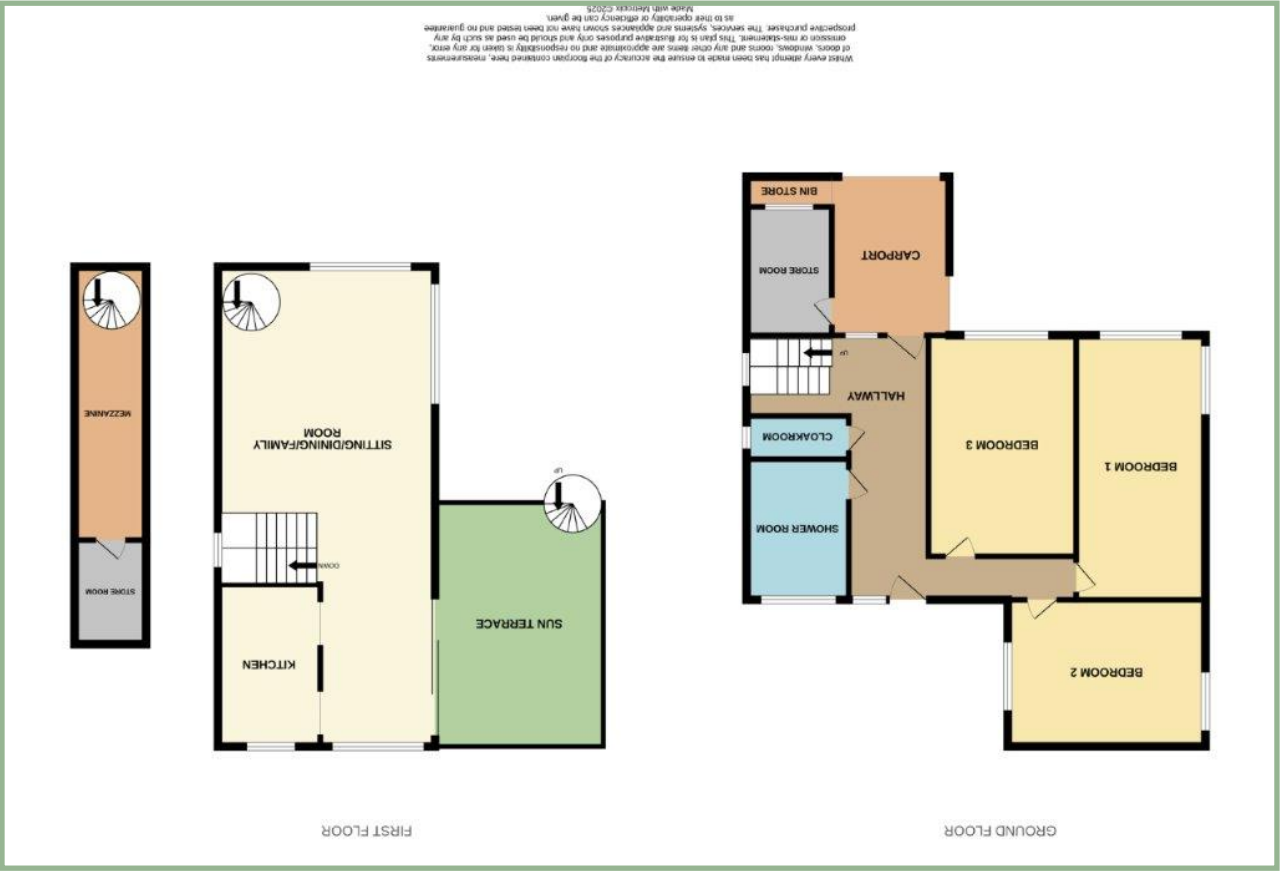 GROUND FLOOR
FIRST FLOOR
BEDROOM 2
SUN TERRACE
KITCHEN
STORE ROOM
SHOWER ROOM
BEDROOM 1
BEDROOM 3
CLOAKROOM
HALLWAY
UP
DOWN
UP
SITTING/DINING/FAMILY
ROOM
MEZZANINE
STORE ROOM
CARPORT
BIN STORE
Whilst every attempt has been made to ensure the accuracy of the floorplan contained here, measurements
of doors, windows, rooms and any other items are approximate and no responsibility is taken for any error,
omission or mis-statement. This plan is for illustrative purposes only and should be used as such by any
prospective purchaser. The services, systems and appliances shown have not been tested and no guarantee
as to their operability or efficiency can be given.
Made with Metropix ©2025